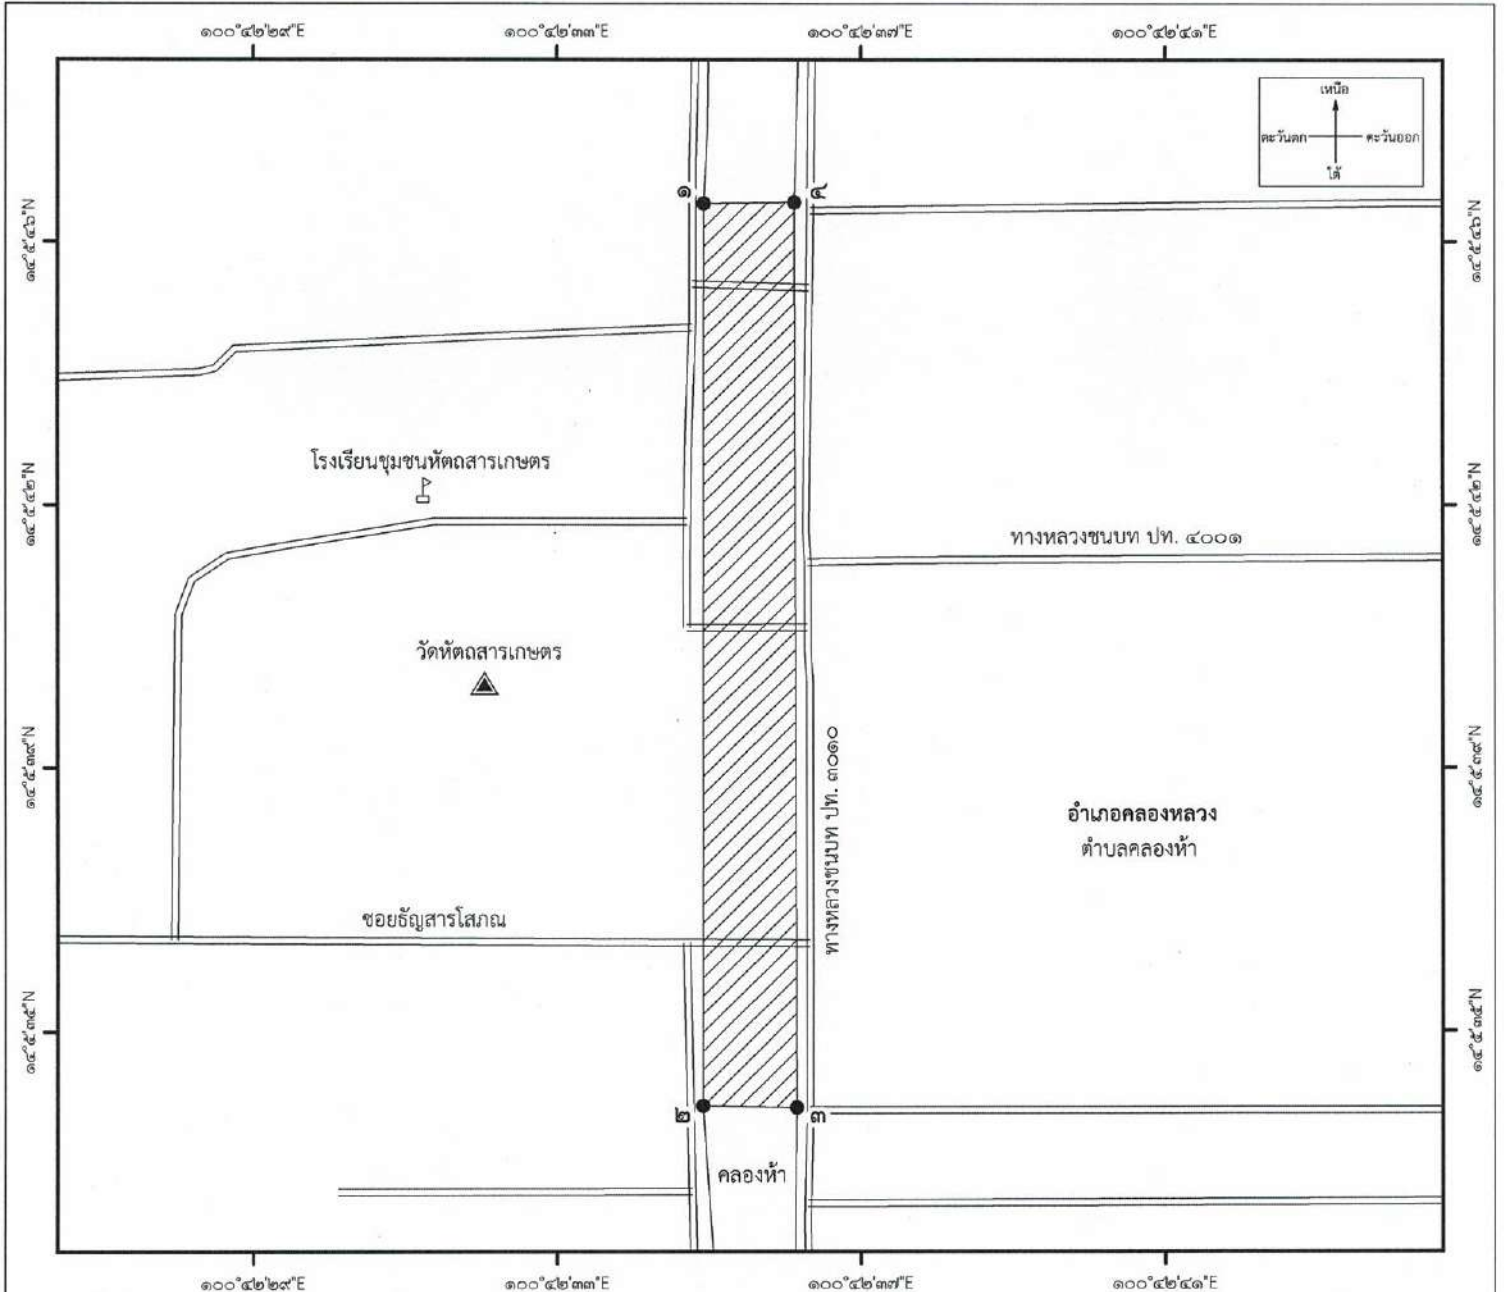 ๑๐๐°๔๒'๒๙"E ๑๐๐°๔๒'๓๓"E ๑๐๐°๔๒'๓๗"E ๑๐๐°๔๒'๔๑"E
เหนือ
ตะวันตก ตะวันออก
ใต้
๑ ๔
๑๔°๕'๔๖"N ๑๔°๕'๔๖"N
โรงเรียนชุมชนหัตถสารเกษตร
๑๔°๕'๔๒"N ๑๔°๕'๔๒"N
ทางหลวงชนบท ปท. ๔๐๐๑
วัดหัตถสารเกษตร
๑๔°๕'๓๙"N ๑๔°๕'๓๙"N
ทางหลวงชนบท ปท. ๓๐๑๐
อำเภอคลองหลวง
ตำบลคลองห้า
ซอยธัญสารโสภณ
๑๔°๕'๓๕"N ๑๔°๕'๓๕"N
๒ ๓
คลองห้า
๑๐๐°๔๒'๒๙"E ๑๐๐°๔๒'๓๓"E ๑๐๐°๔๒'๓๗"E ๑๐๐°๔๒'๔๑"E